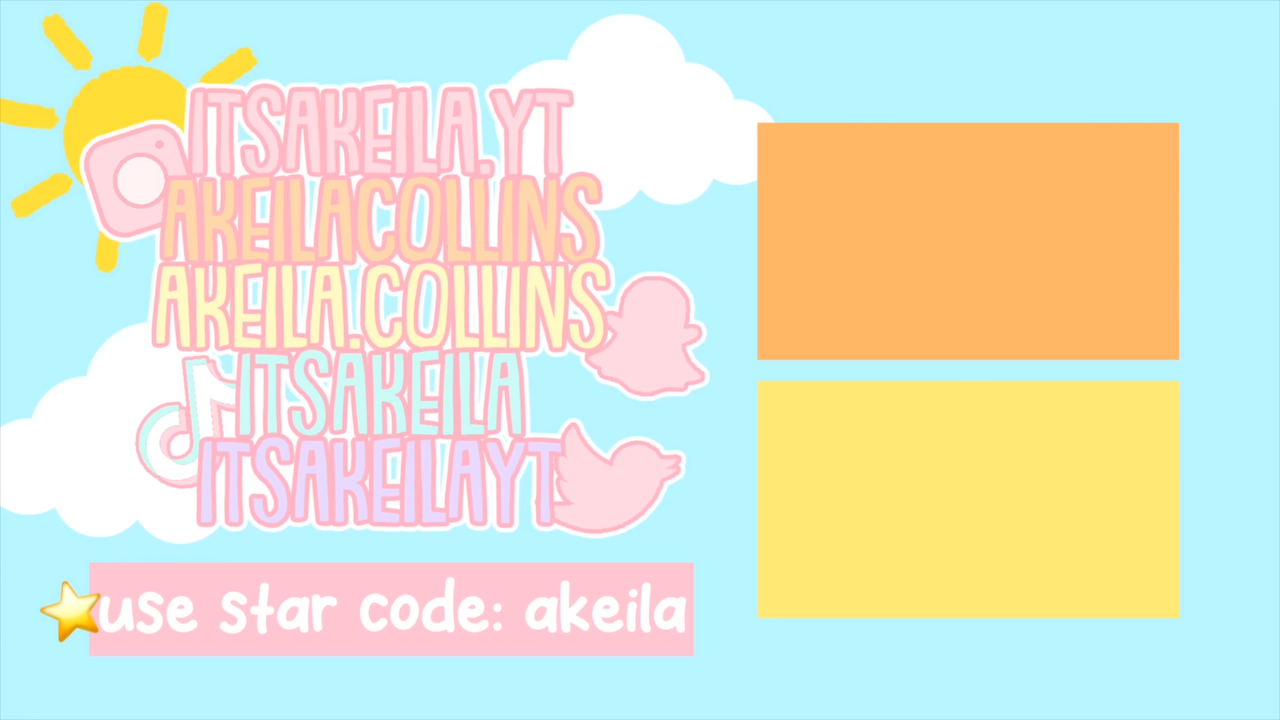 ITSAKEILA.YT
AKEILACOLLINS
AKEILA.COLLINS
ITSAKEILA
ITSAKEILAYT
use star code: akeila